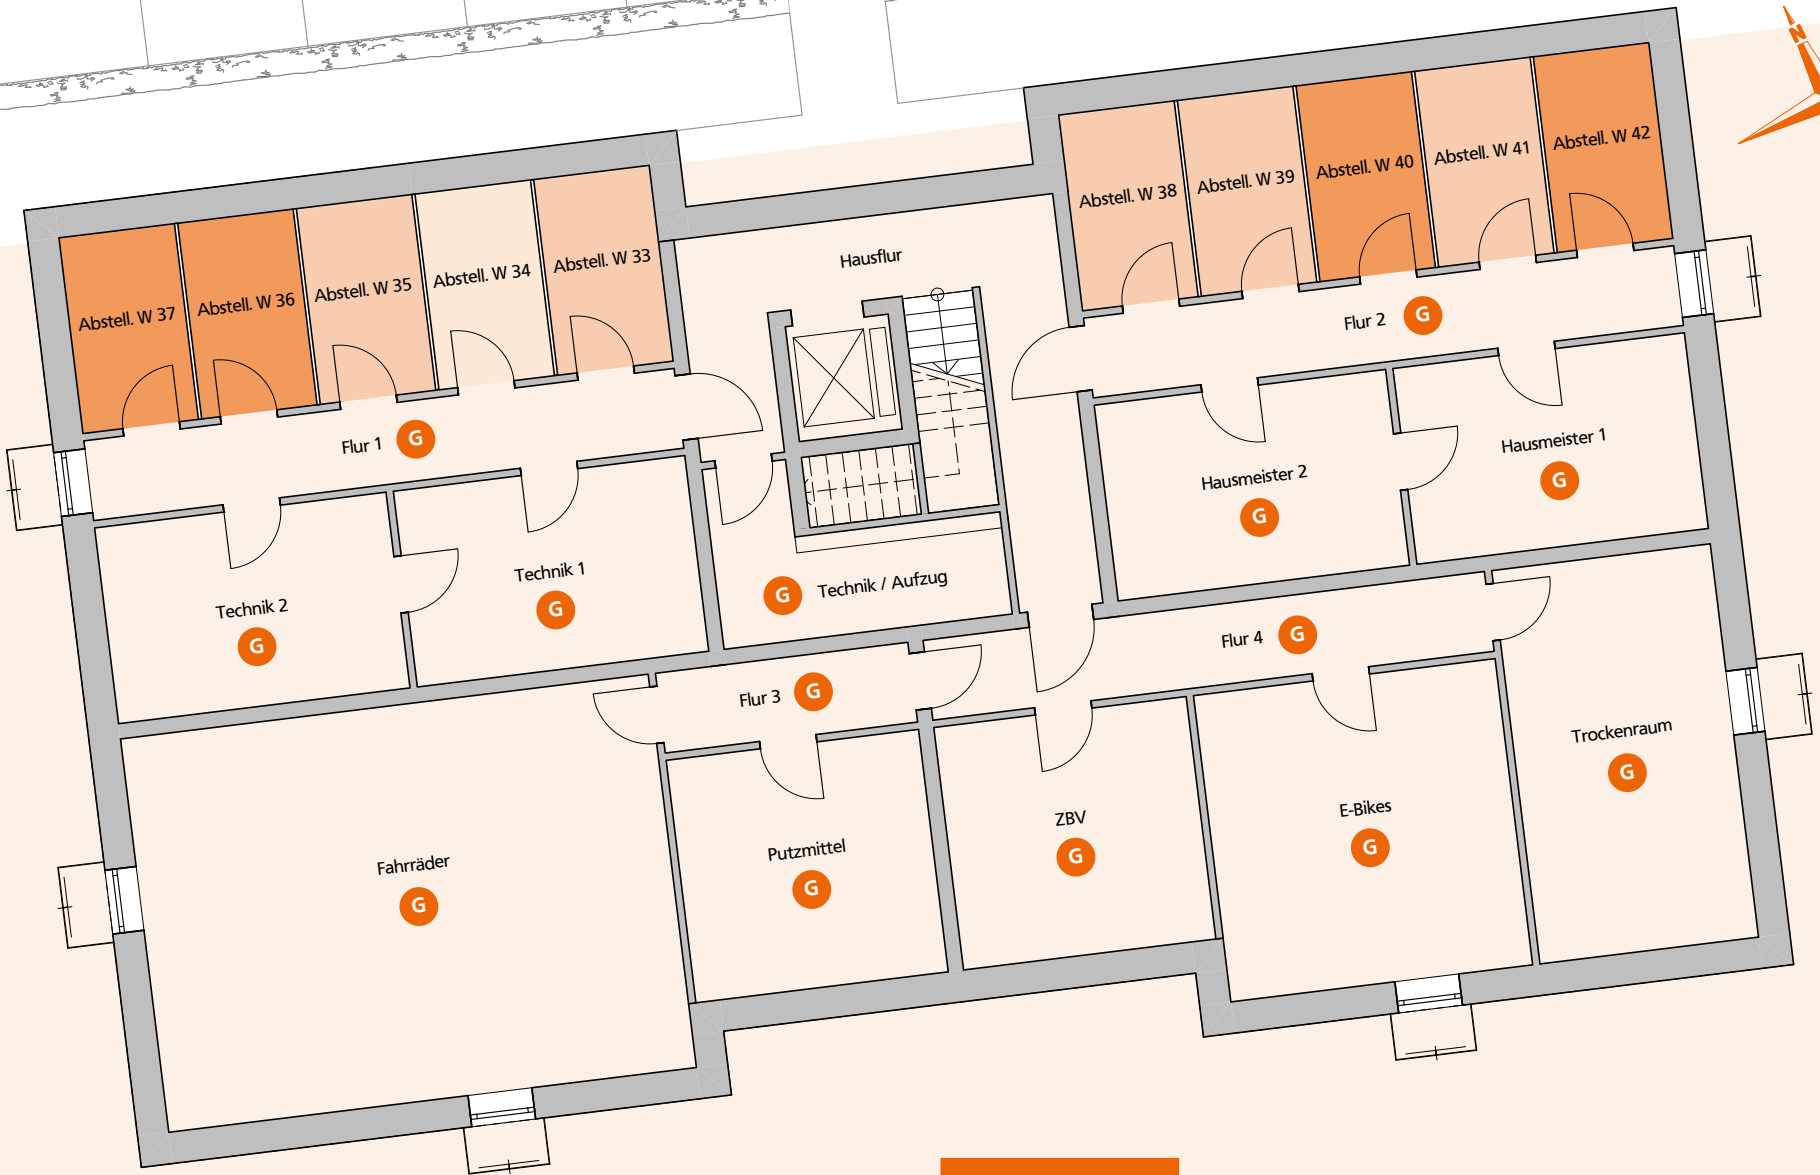 N
Abstell. W 38
Abstell. W 39
Abstell. W 40
Abstell. W 41
Abstell. W 42
Abstell. W 37
Abstell. W 36
Abstell. W 35
Abstell. W 34
Abstell. W 33
Hausflur
Flur 2 G
Flur 1 G
Hausmeister 2
G
Hausmeister 1
G
Technik 2
G
Technik 1
G
G Technik / Aufzug
Flur 4 G
Flur 3 G
Fahrräder
G
Putzmittel
G
ZBV
G
E-Bikes
G
Trockenraum
G